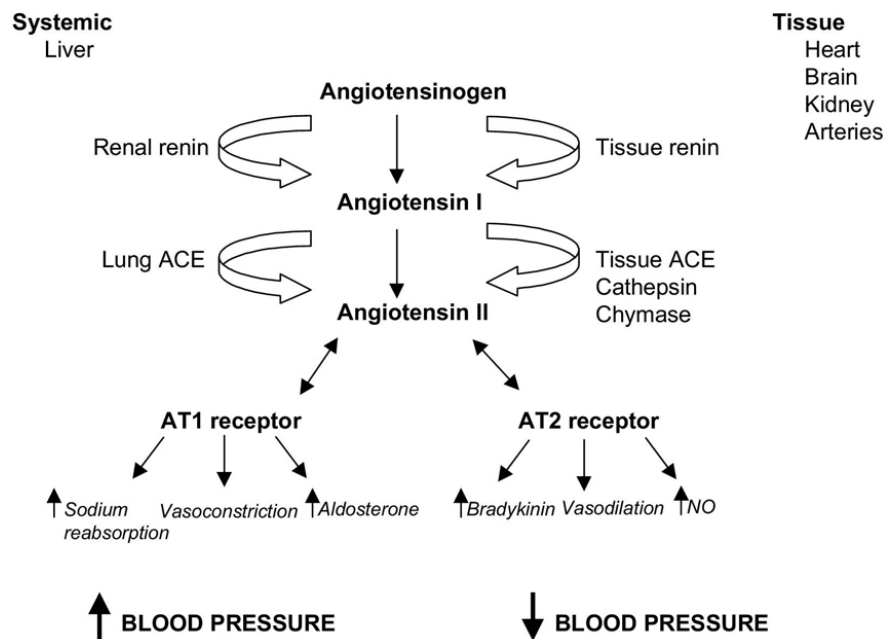 Systemic
Liver
Tissue
Heart
Brain
Kidney
Arteries
Angiotensinogen
Renal renin
Tissue renin
Angiotensin I
Lung ACE
Tissue ACE
Cathepsin
Chymase
Angiotensin II
AT1 receptor
AT2 receptor
Sodium
reabsorption
Vasoconstriction
Aldosterone
Bradykinin
Vasodilation
NO
BLOOD PRESSURE
BLOOD PRESSURE